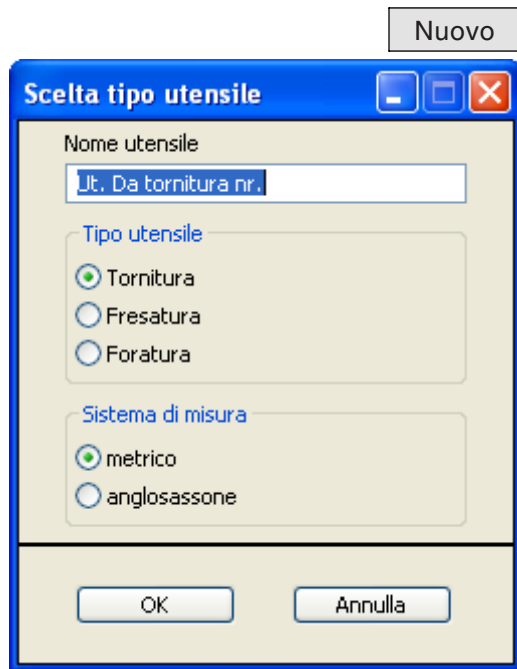 Nuovo
Scelta tipo utensile
Nome utensile
Ut. Da tornitura nr.
Tipo utensile
Tornitura
Fresatura
Foratura
Sistema di misura
metrico
anglosassone
OK
Annulla